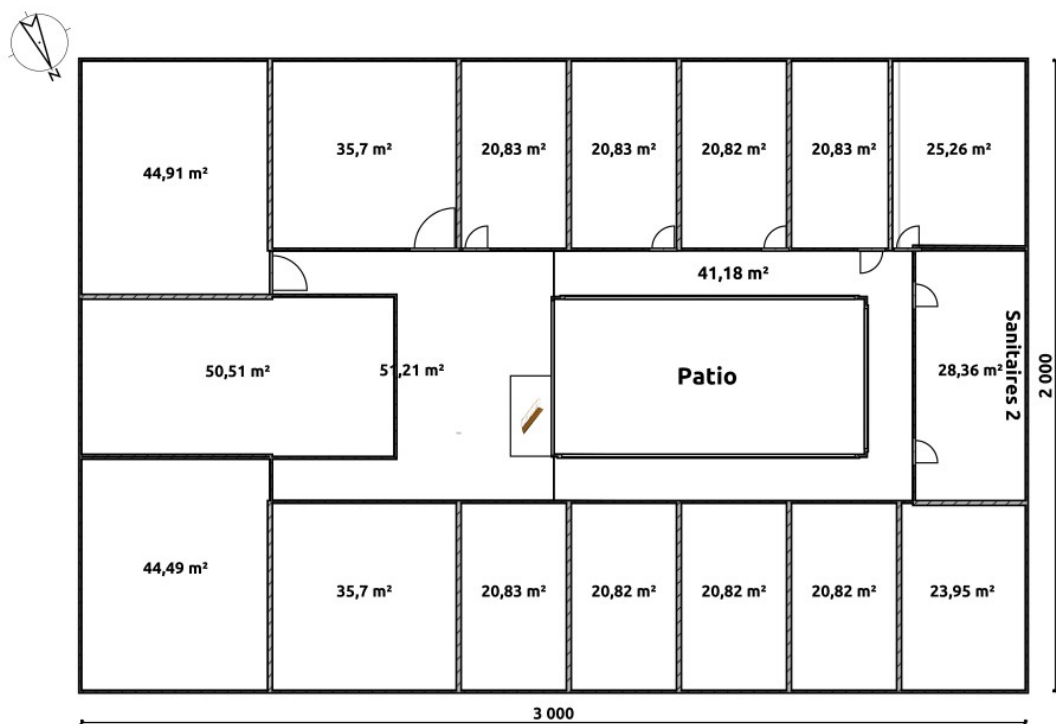 N
44,91 m²
35,7 m²
20,83 m²
20,83 m²
20,82 m²
20,83 m²
25,26 m²
41,18 m²
50,51 m²
51,21 m²
Patio
28,36 m²
Sanitaires 2
2 000
44,49 m²
35,7 m²
20,83 m²
20,82 m²
20,82 m²
20,82 m²
23,95 m²
3 000